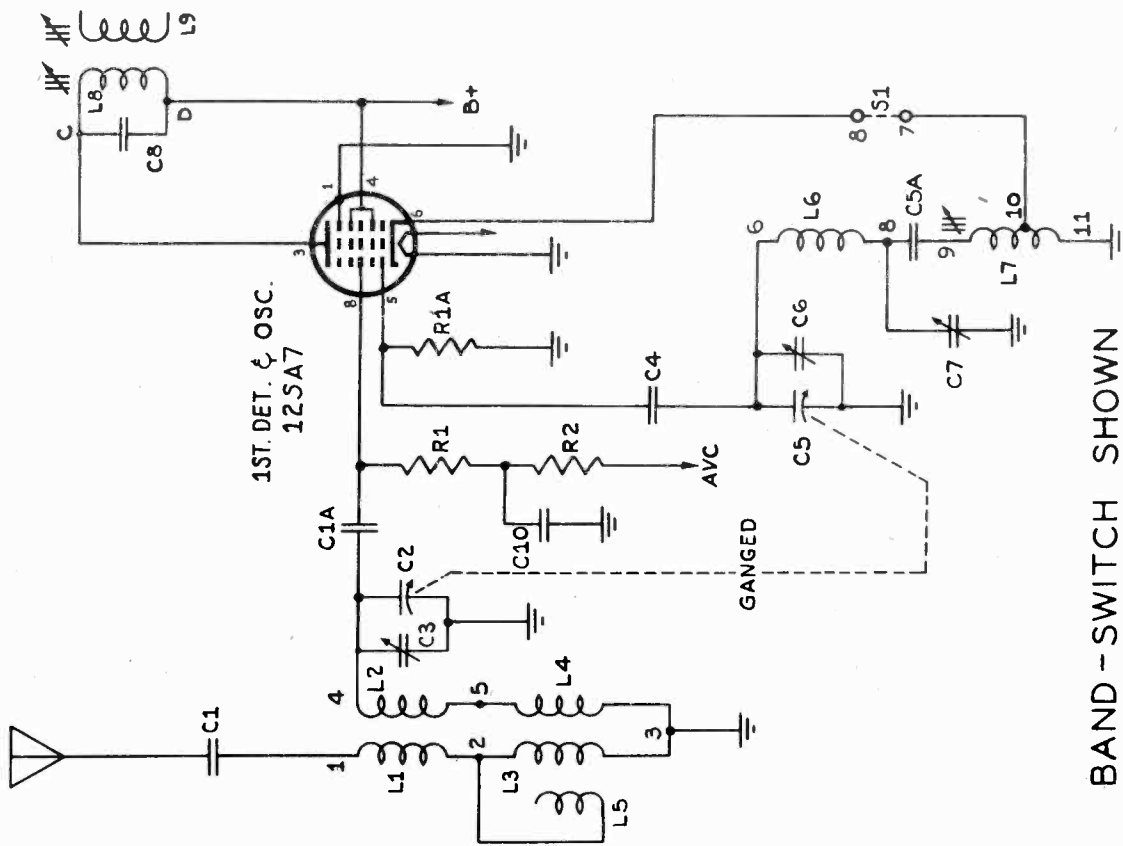 L9
L8
C
D
C8
B+
1
4
3
6
8
5
1ST. DET. & OSC.
12SA7
R1A
8
S1
7
6
L6
8
C5A
9
10
L7
11
C6
C7
C4
C5
R1
R2
AVC
C1A
C10
C2
C3
GANGED
4
L2
5
L4
C1
1
L1
2
L3
3
L5
BAND-SWITCH SHOWN